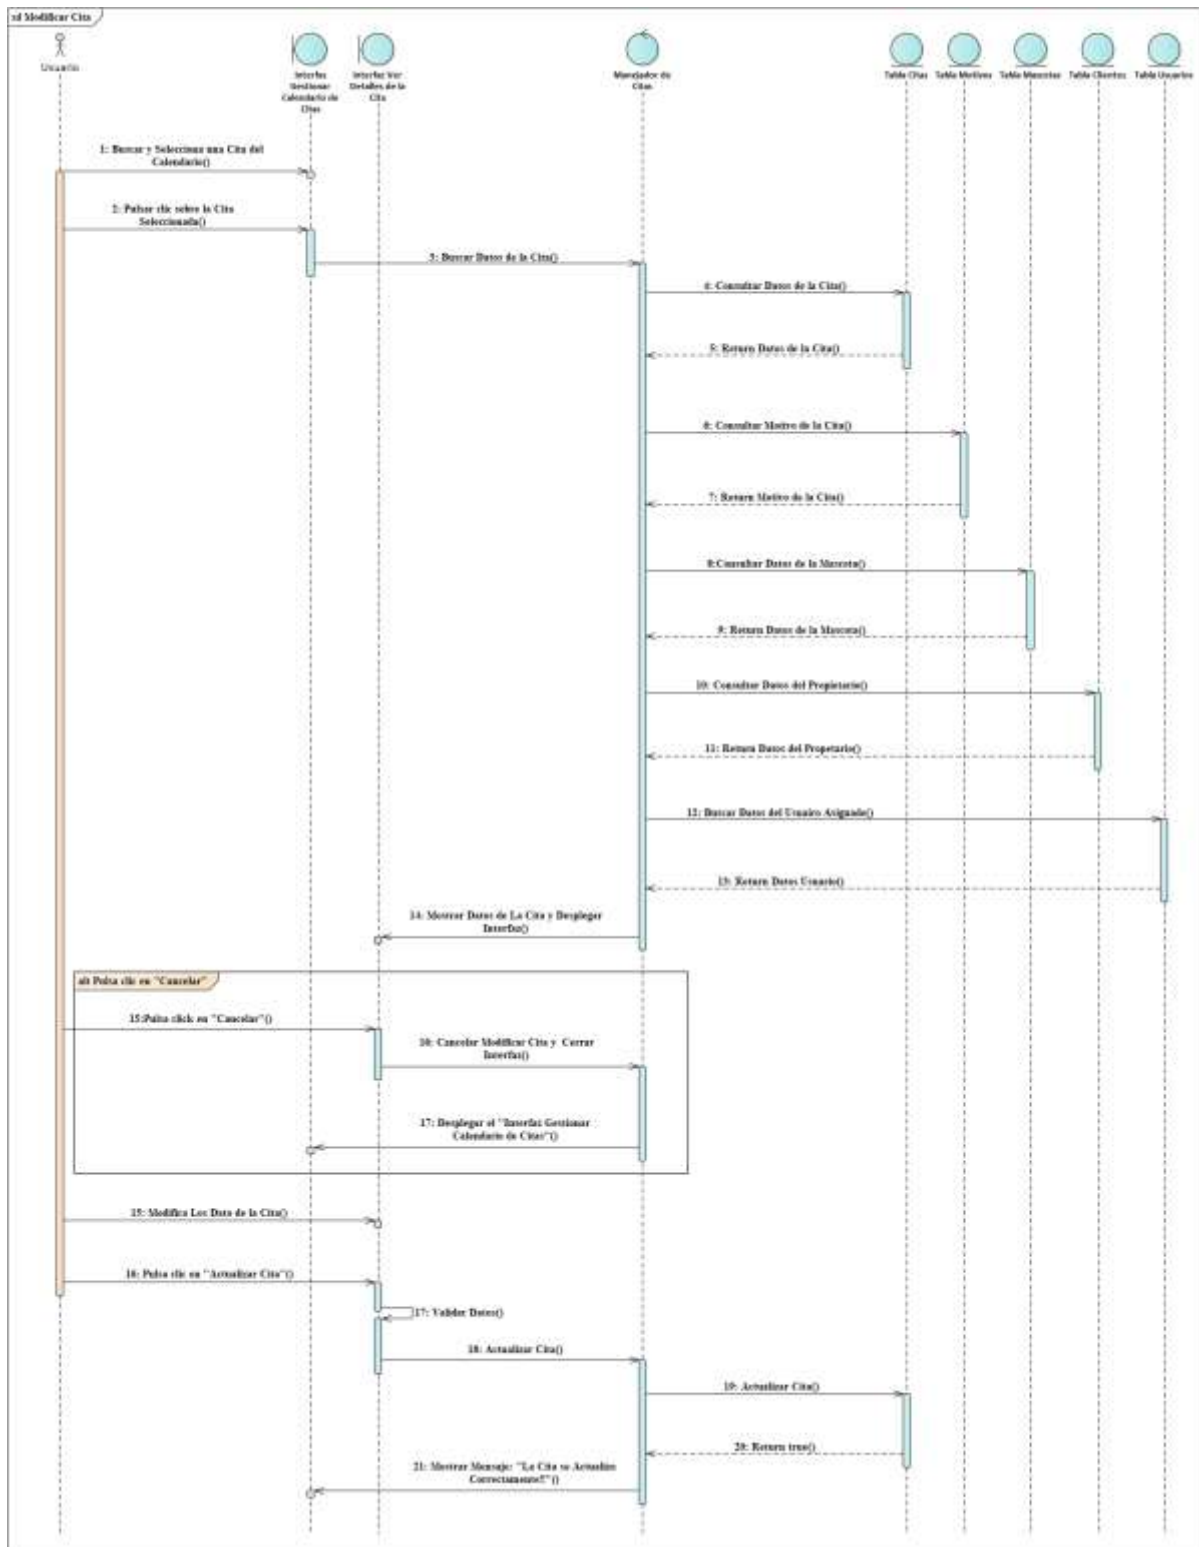 sd Modificar Cita
Usuario
Interfaz
Gestionar
Calendario de
Citas
Interfaz Ver
Detalles de la
Cita
Manejador de
Citas
Tabla Citas
Tabla Motivos
Tabla Mascotas
Tabla Clientes
Tabla Usuarios
1: Buscar y Selecciona una Cita del
Calendario()
2: Pulsar clic sobre la Cita
Seleccionada()
3: Buscar Datos de la Cita()
4: Consultar Datos de la Cita()
5: Return Datos de la Cita()
6: Consultar Motivo de la Cita()
7: Return Motivo de la Cita()
8:Consultar Datos de la Mascota()
9: Return Datos de la Mascota()
10: Consultar Datos del Propietario()
11: Return Datos del Propetario()
12: Buscar Datos del Usuairo Asignado()
13: Return Datos Usuario()
14: Mostrar Datos de La Cita y Desplegar
Interfaz()
alt Pulsa clic en "Cancelar"
15:Pulsa click en "Cancelar"()
16: Cancelar Modificar Cita y Cerrar
Interfaz()
17: Desplegar el "Interfaz Gestionar
Calendario de Citas"()
15: Modifica Los Dato de la Cita()
16: Pulsa clic en "Actualizar Cita"()
17: Validar Datos()
18: Actualizar Cita()
19: Actualizar Cita()
20: Return true()
21: Mostrar Mensaje: "La Cita se Actualizo
Correctamente!!"()